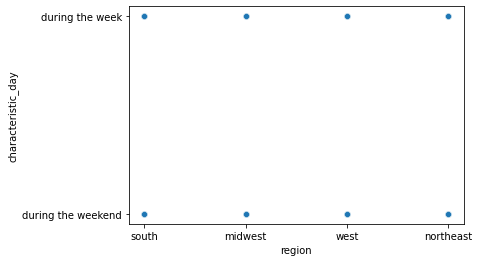 during the week
characteristic_day
during the weekend
south midwest west northeast
region